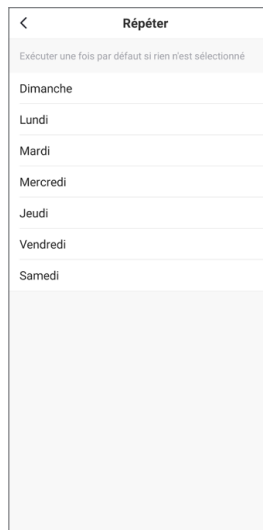 Répéter
Exécuter une fois par défaut si rien n'est sélectionné
Dimanche
Lundi
Mardi
Mercredi
Jeudi
Vendredi
Samedi